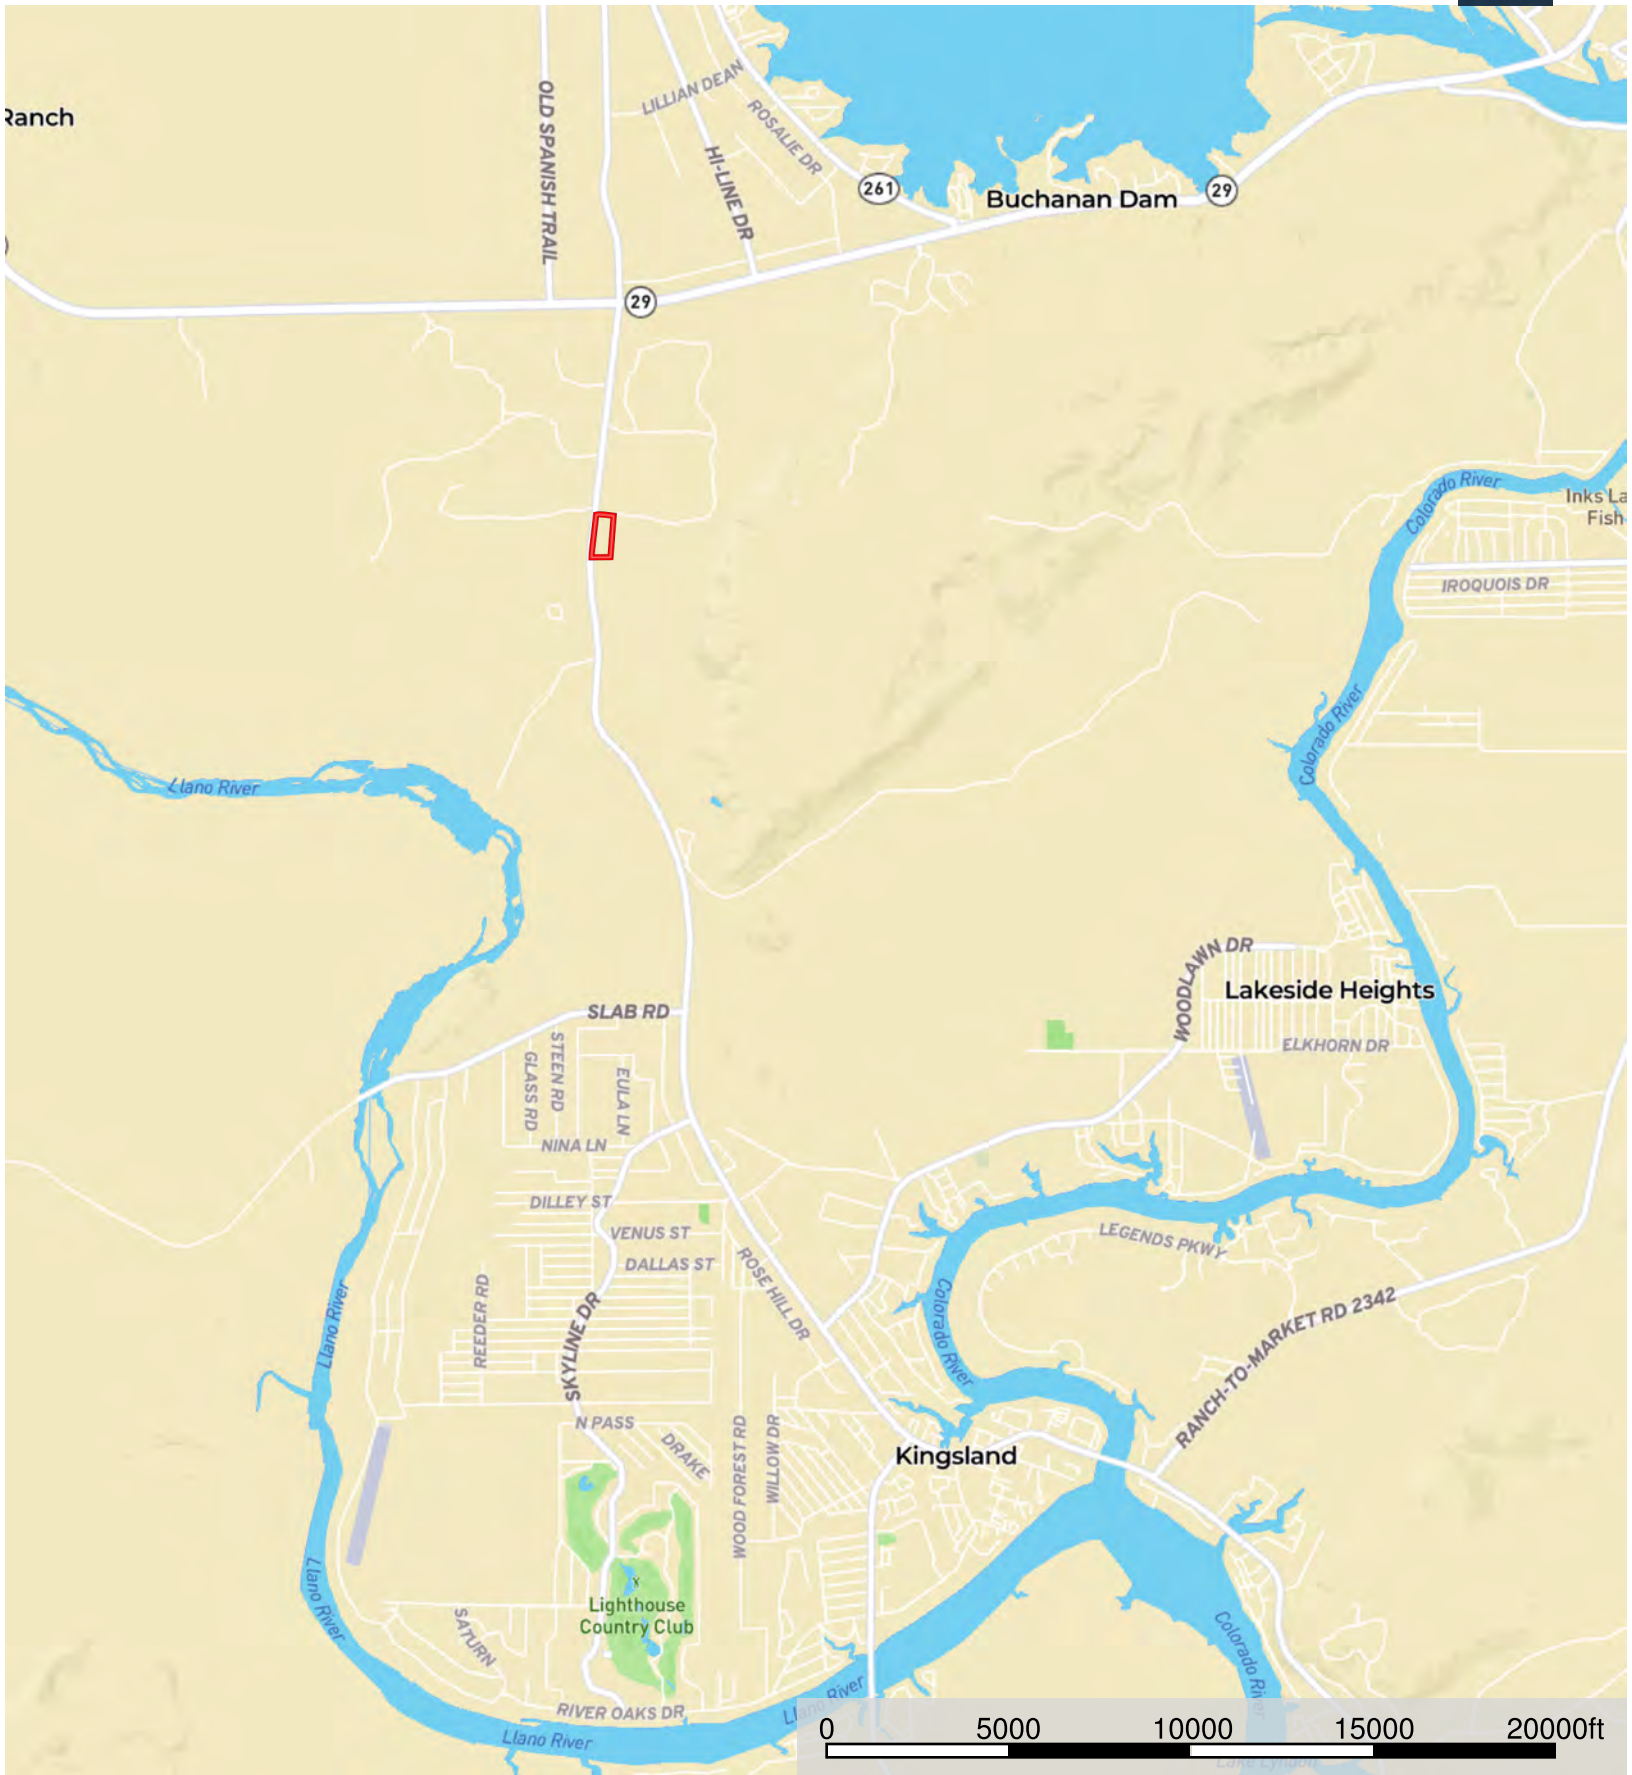 Ranch
OLD SPANISH TRAIL
LILLIAN DEAN
ROSALIE DR
HI-LINE DR
261
Buchanan Dam
29
29
Colorado River
Inks La
Fish
IROQUOIS DR
Colorado River
Llano River
WOODLAWN DR
Lakeside Heights
SLAB RD
ELKHORN DR
STEEN RD
GLASS RD
EULA LN
NINA LN
DILLEY ST
VENUS ST
DALLAS ST
LEGENDS PKWY
ROSE HILL DR
REEDER RD
SKYLINE DR
Llano River
Colorado River
RANCH-TO-MARKET RD 2342
N PASS
DRAKE
WOOD FOREST RD
WILLOW DR
Kingsland
Llano River
Lighthouse
Country Club
SATURN
Colorado River
RIVER OAKS DR
Llano River
Llano River
0 5000 10000 15000 20000ft
Lake Lyndon